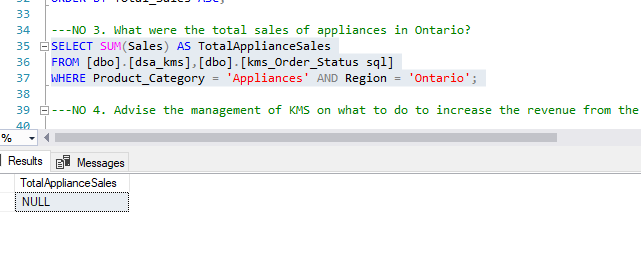 32 ORDER BY Total_Sales ASC;
33
34 ---NO 3. What were the total sales of appliances in Ontario?
35 SELECT SUM(Sales) AS TotalApplianceSales
36 FROM [dbo].[dsa_kms],[dbo].[kms_Order_Status sql]
37 WHERE Product_Category = 'Appliances' AND Region = 'Ontario';
38
39 ---NO 4. Advise the management of KMS on what to do to increase the revenue from the
40
%
Results Messages
TotalApplianceSales
NULL